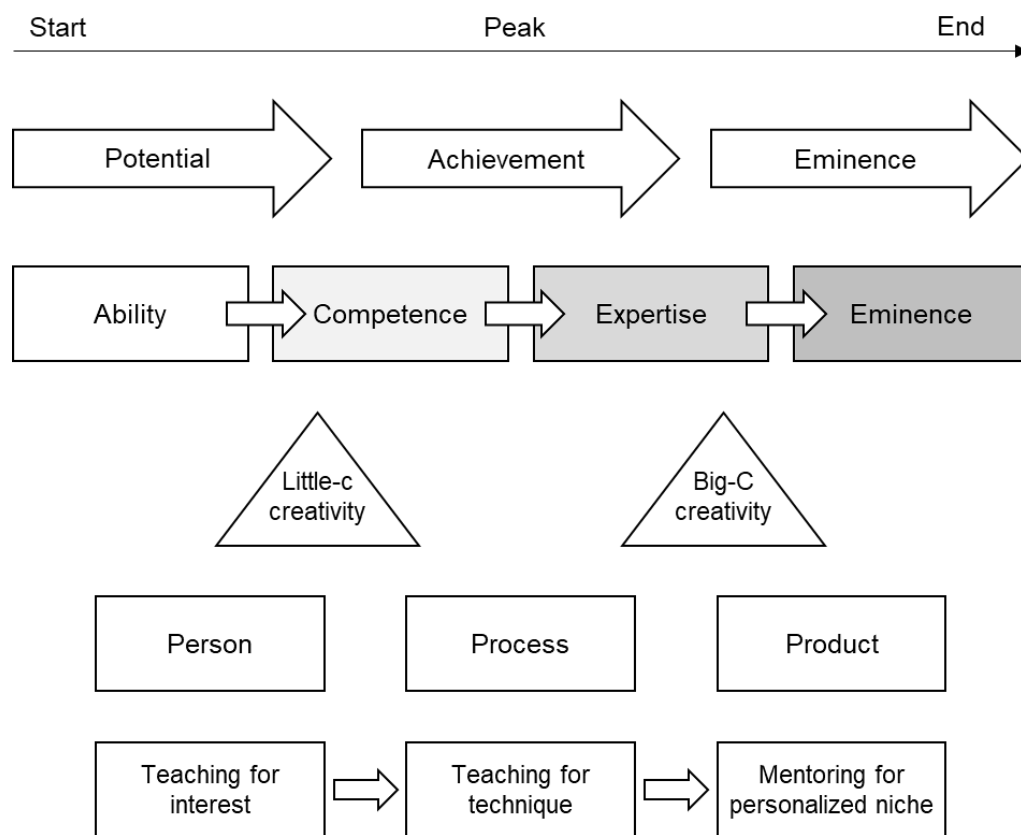 Start Peak End
Potential Achievement Eminence
Ability Competence Expertise Eminence
Little-c
creativity
Big-C
creativity
Person Process Product
Teaching for
interest
Teaching for
technique
Mentoring for
personalized niche